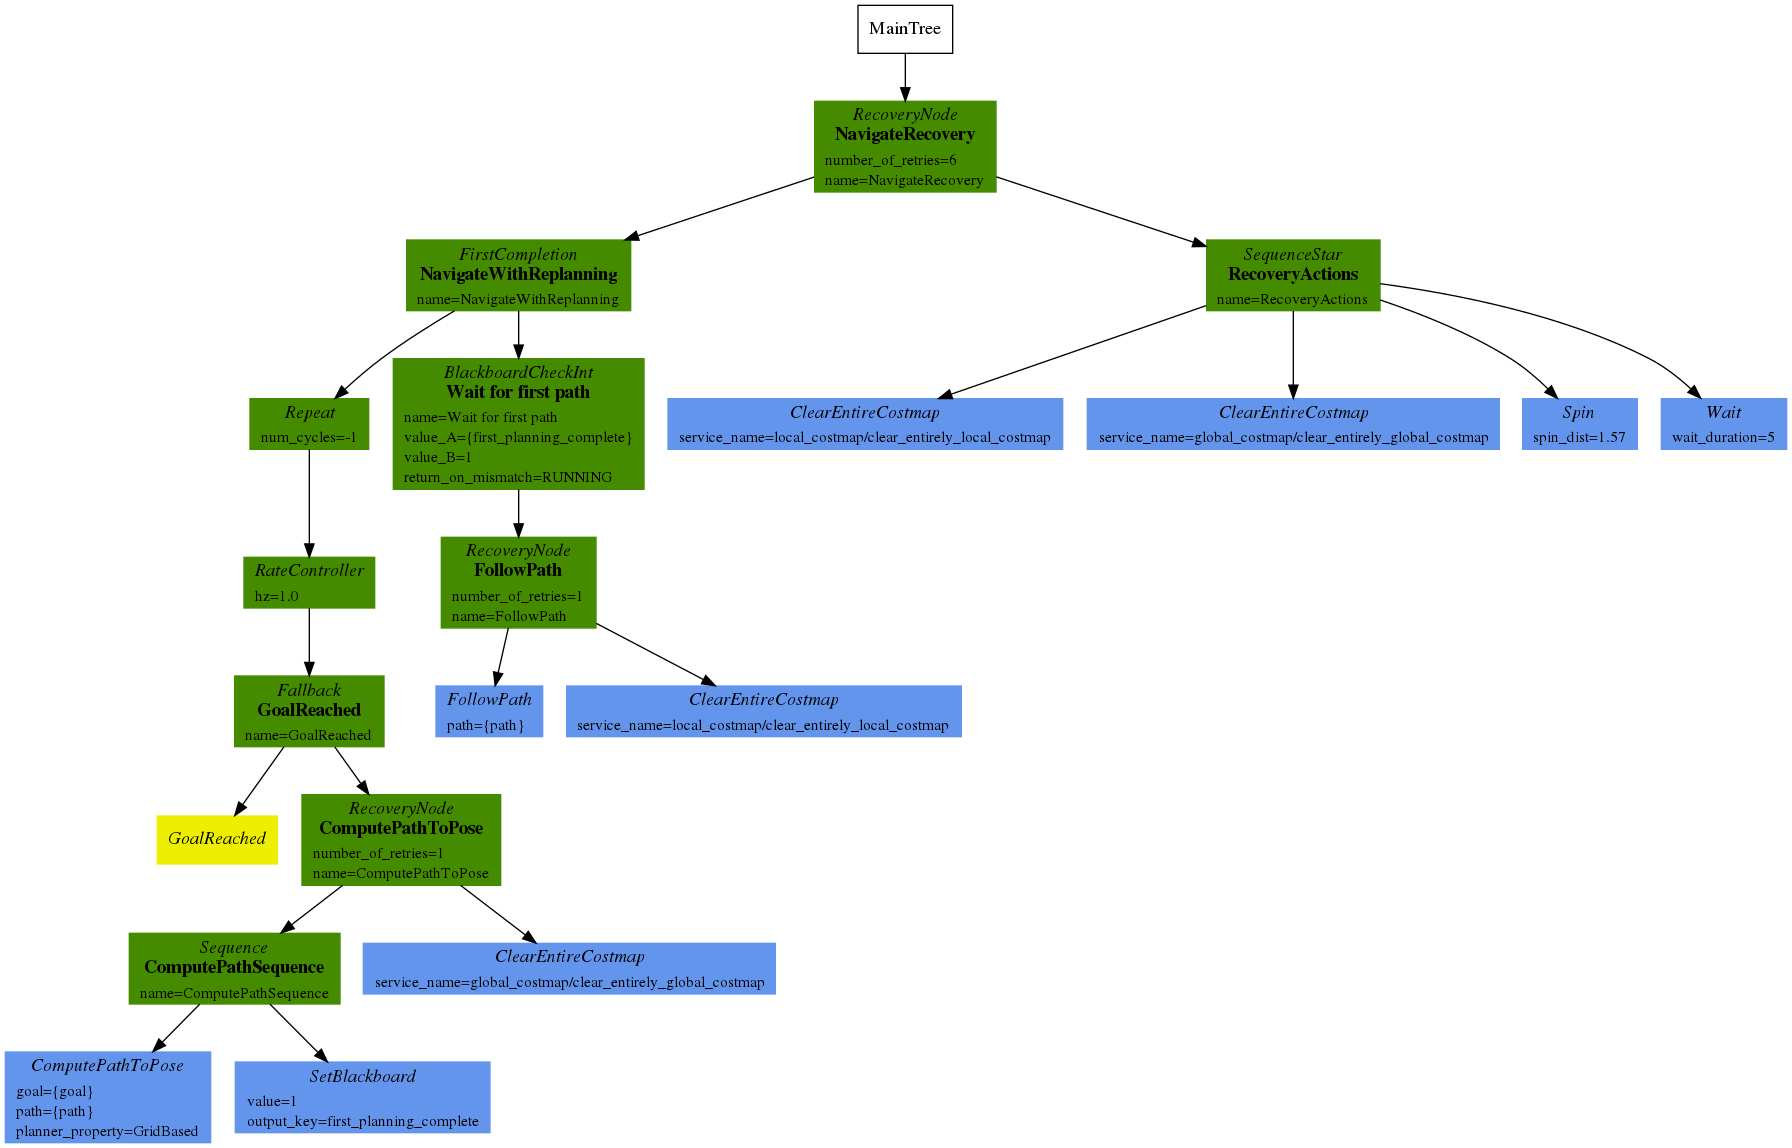 MainTree
RecoveryNode
NavigateRecovery
number_of_retries=6
name=NavigateRecovery
FirstCompletion
NavigateWithReplanning
name=NavigateWithReplanning
SequenceStar
RecoveryActions
name=RecoveryActions
Repeat
num_cycles=-1
BlackboardCheckInt
Wait for first path
name=Wait for first path
value_A={first_planning_complete}
value_B=1
return_on_mismatch=RUNNING
ClearEntireCostmap
service_name=local_costmap/clear_entirely_local_costmap
ClearEntireCostmap
service_name=global_costmap/clear_entirely_global_costmap
Spin
spin_dist=1.57
Wait
wait_duration=5
RateController
hz=1.0
RecoveryNode
FollowPath
number_of_retries=1
name=FollowPath
Fallback
GoalReached
name=GoalReached
FollowPath
path={path}
ClearEntireCostmap
service_name=local_costmap/clear_entirely_local_costmap
GoalReached
RecoveryNode
ComputePathToPose
number_of_retries=1
name=ComputePathToPose
Sequence
ComputePathSequence
name=ComputePathSequence
ClearEntireCostmap
service_name=global_costmap/clear_entirely_global_costmap
ComputePathToPose
goal={goal}
path={path}
planner_property=GridBased
SetBlackboard
value=1
output_key=first_planning_complete